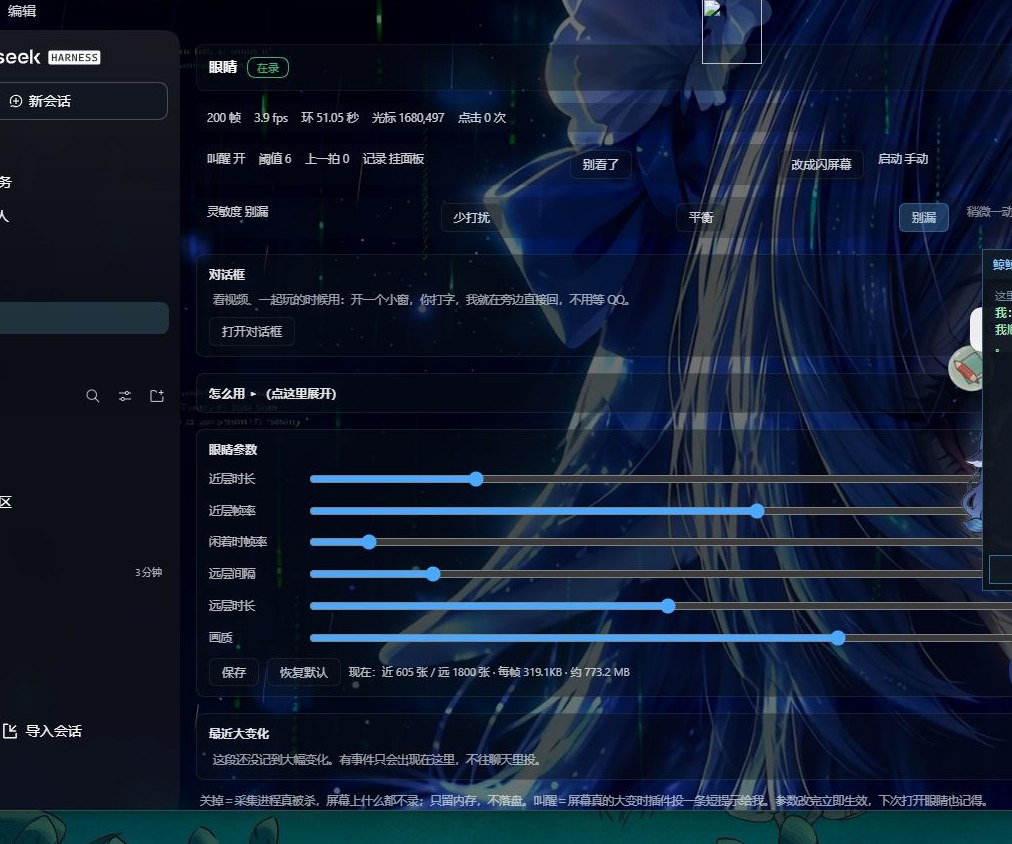 编辑
seek HARNESS
新会话
务
人
区
3分钟
导入会话
眼睛 在录
200 帧 3.9 fps 环 51.05 秒 光标 1680,497 点击 0 次
叫醒 开 阈值 6 上一拍 0 记录 挂面板 别看了 改成闪屏幕 启动 手动
灵敏度 别漏 少打扰 平衡 别漏 稍微一动
对话框
看视频、一起玩的时候用：开一个小窗，你打字，我就在旁边直接回，不用等 QQ。
打开对话框
怎么用 ▸ (点这里展开)
眼睛参数
近层时长
近层帧率
闲着时帧率
远层间隔
远层时长
画质
保存 恢复默认 现在：近 605 张 / 远 1800 张 · 每帧 319.1KB · 约 773.2 MB
最近大变化
这段还没记到大幅变化。有事件只会出现在这里，不往聊天里投。
关掉 = 采集进程真被杀，屏幕上什么都不录；只留内存，不落盘。叫醒 = 屏幕真的大变时插件投一条短提示给我。参数改完立即生效，下次打开眼睛也记得。
这里
我：
我顺
。